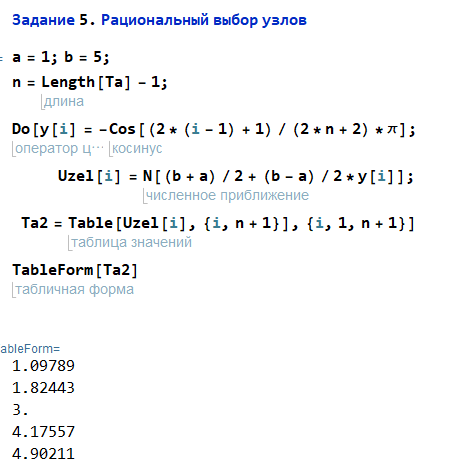 Задание 5. Рациональный выбор узлов
= a = 1; b = 5;
n = Length[Ta] - 1;
длина
Do[y[i] = -Cos[(2 * (i - 1) + 1) / (2 * n + 2) * π];
оператор ц⋯ косинус
Uzel[i] = N[(b + a) / 2 + (b - a) / 2 * y[i]];
численное приближение
Ta2 = Table[Uzel[i], {i, n + 1}], {i, 1, n + 1}]
таблица значений
TableForm[Ta2]
табличная форма
ableForm=
1.09789
1.82443
3.
4.17557
4.90211